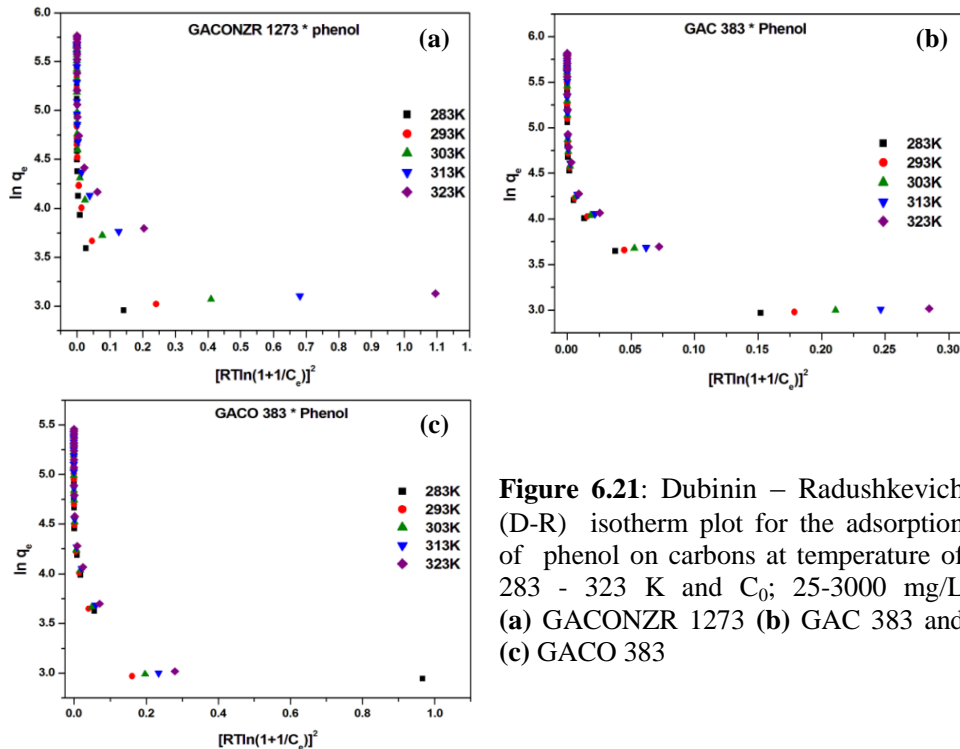 GACONZR 1273 * phenol
(a)
6.0
5.5
5.0
4.5
4.0
3.5
3.0
ln q_e
283K
293K
303K
313K
323K
0.0 0.1 0.2 0.3 0.4 0.5 0.6 0.7 0.8 0.9 1.0 1.
[RTln(1+1/C_e)]^2
GAC 383 * Phenol
(b)
6.0
5.5
5.0
4.5
4.0
3.5
3.0
ln q_e
283K
293K
303K
313K
323K
0.00 0.05 0.10 0.15 0.20 0.25 0.30
[RTln(1+1/C_e)]^2
GACO 383 * Phenol
(c)
5.5
5.0
4.5
4.0
3.5
3.0
ln q_e
283K
293K
303K
313K
323K
0.0 0.2 0.4 0.6 0.8 1.0
[RTln(1+1/C_e)]^2
Figure 6.21: Dubinin – Radushkevich
(D-R) isotherm plot for the adsorption
of phenol on carbons at temperature of
283 - 323 K and C_0; 25-3000 mg/L
(a) GACONZR 1273 (b) GAC 383 and
(c) GACO 383